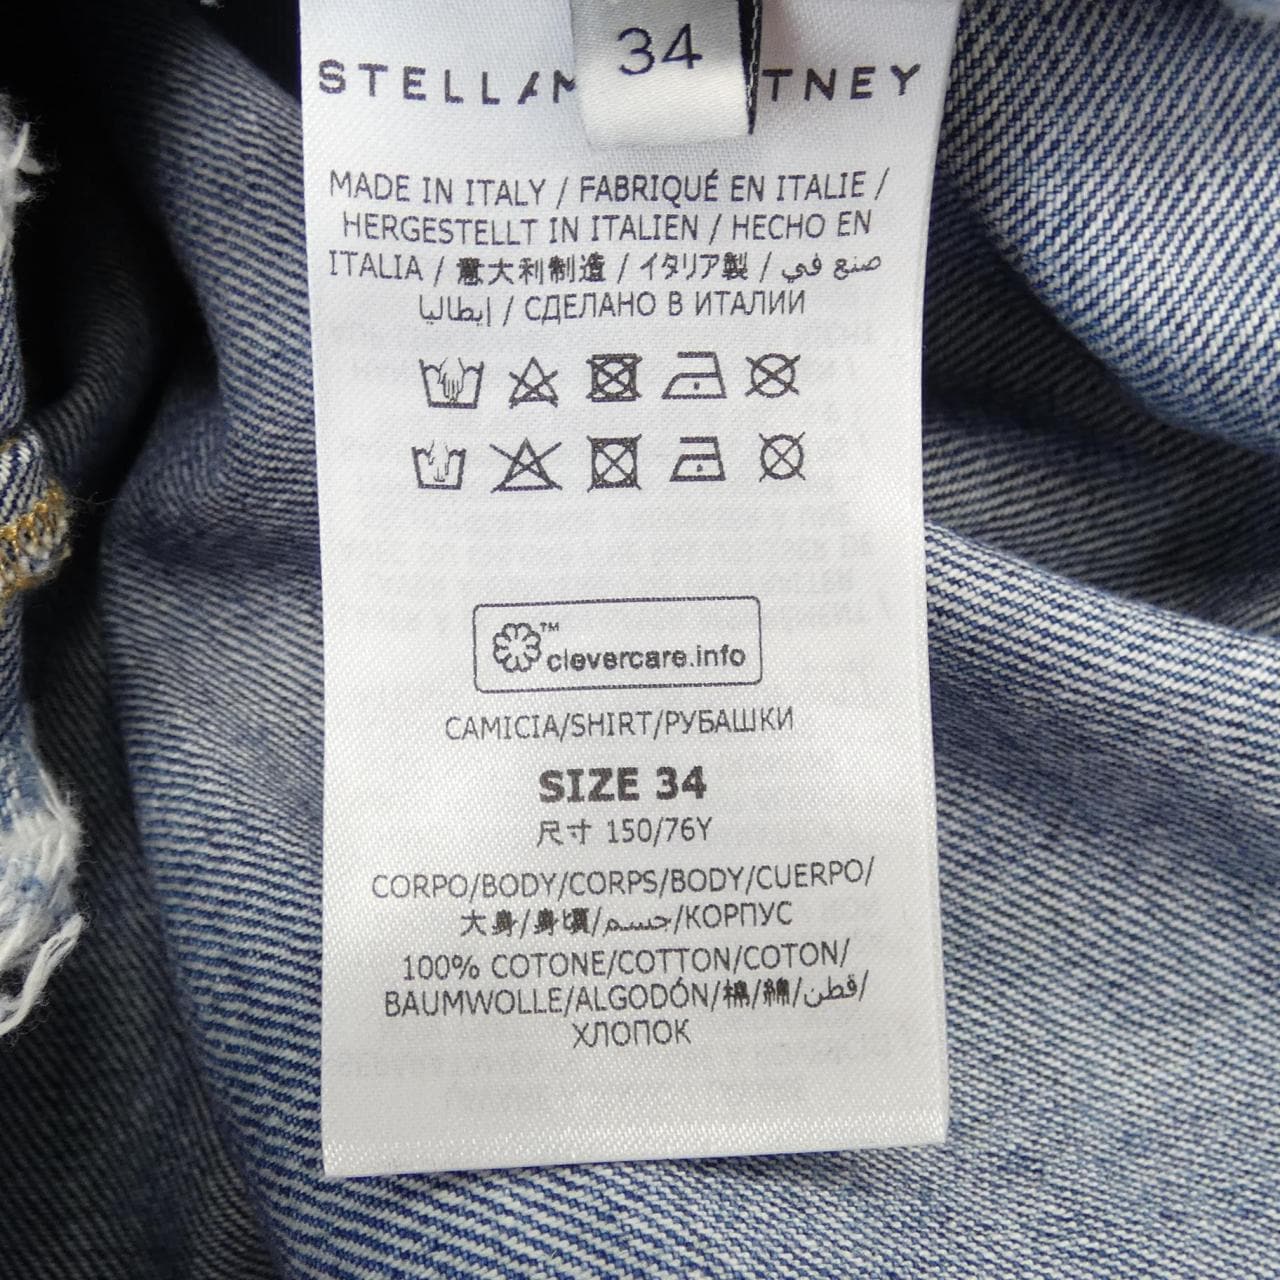 34
STELLA TNEY
MADE IN ITALY / FABRIQUÉ EN ITALIE /
HERGESTELLT IN ITALIEN / HECHO EN
ITALIA / 意大利制造 / イタリア製 / صنع في
إيطاليا / СДЕЛАНО В ИТАЛИИ
clevercare.info
CAMICIA/SHIRT/РУБАШКИ
SIZE 34
尺寸 150/76Y
CORPO/BODY/CORPS/BODY/CUERPO/
大身/身頃/جسم/КОРПУС
100% COTONE/COTTON/COTON/
BAUMWOLLE/ALGODÓN/棉/綿/قطن/
ХЛОПОК